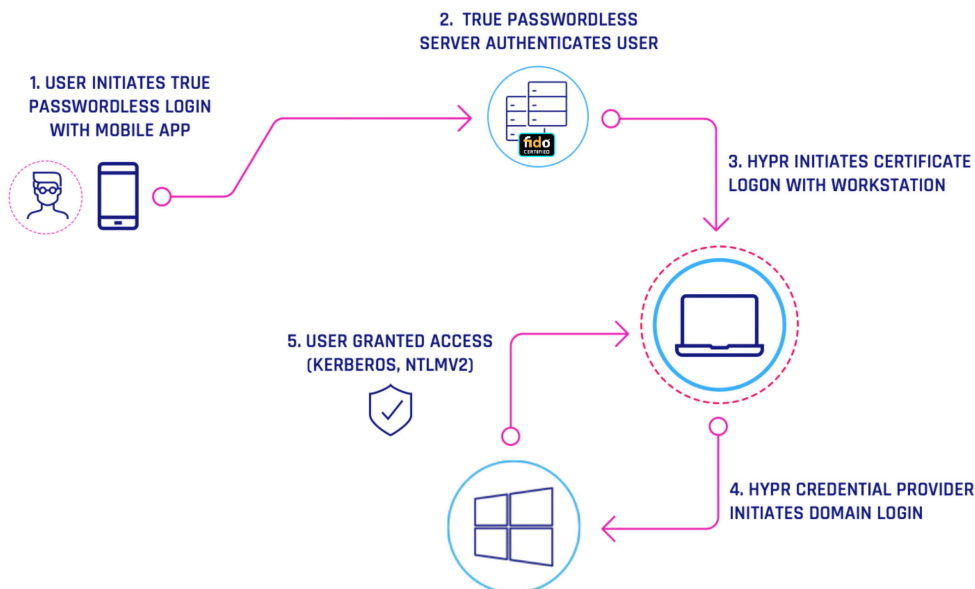 1. USER INITIATES TRUE
PASSWORDLESS LOGIN
WITH MOBILE APP
2. TRUE PASSWORDLESS
SERVER AUTHENTICATES USER
fido
CERTIFIED
3. HYPR INITIATES CERTIFICATE
LOGON WITH WORKSTATION
4. HYPR CREDENTIAL PROVIDER
INITIATES DOMAIN LOGIN
5. USER GRANTED ACCESS
(KERBEROS, NTLMV2)